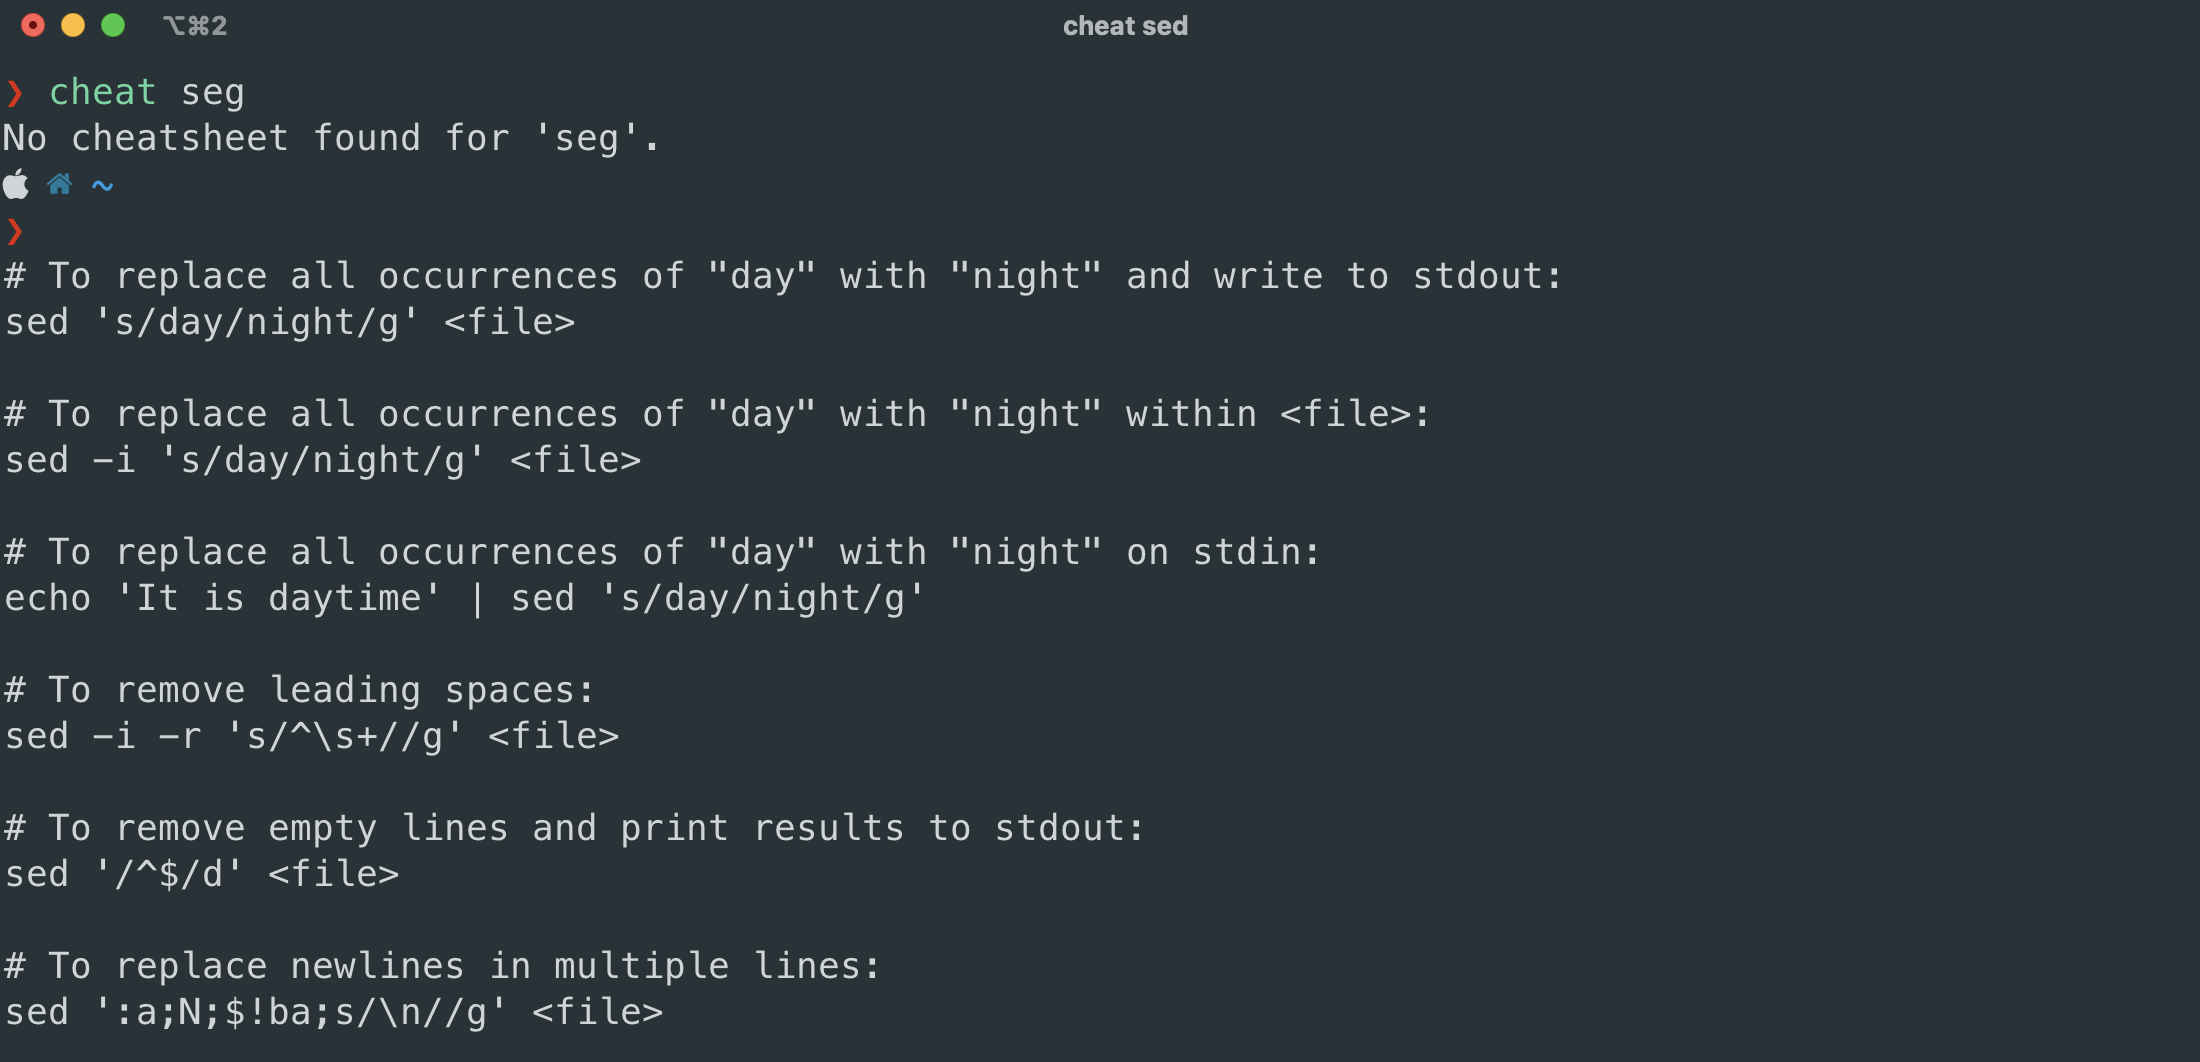 ⌥⌘2 cheat sed
❯ cheat seg
No cheatsheet found for 'seg'.
~
❯
# To replace all occurrences of "day" with "night" and write to stdout:
sed 's/day/night/g' <file>
# To replace all occurrences of "day" with "night" within <file>:
sed -i 's/day/night/g' <file>
# To replace all occurrences of "day" with "night" on stdin:
echo 'It is daytime' | sed 's/day/night/g'
# To remove leading spaces:
sed -i -r 's/^\s+//g' <file>
# To remove empty lines and print results to stdout:
sed '/^$/d' <file>
# To replace newlines in multiple lines:
sed ':a;N;$!ba;s/\n//g' <file>